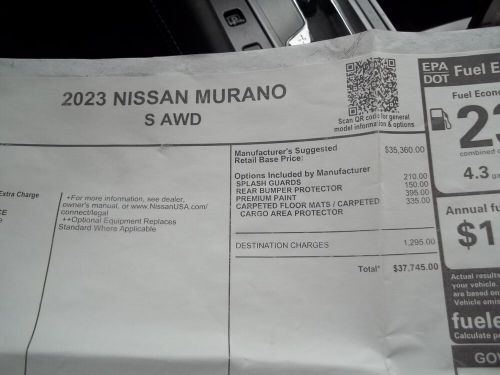 2023 NISSAN MURANO
S AWD
Scan QR code for general
model information & options
EPA
DOT
Fuel E
Fuel Econo
23
combined c
4.3 ga
Manufacturer's Suggested
Retail Base Price:
$35,360.00
Options Included by Manufacturer
SPLASH GUARDS 210.00
REAR BUMPER PROTECTOR 150.00
PREMIUM PAINT 395.00
CARPETED FLOOR MATS / CARPETED 335.00
CARGO AREA PROTECTOR
DESTINATION CHARGES 1,295.00
Total* $37,745.00
Extra Charge
+For more information, see dealer,
owner's manual, or www.NissanUSA.com/
connect/legal
++Optional Equipment Replaces
Standard Where Applicable
Annual fu
$1
Actual results
your vehicle.
are based on
Vehicle emis
fuele
Calculate pe
GOV